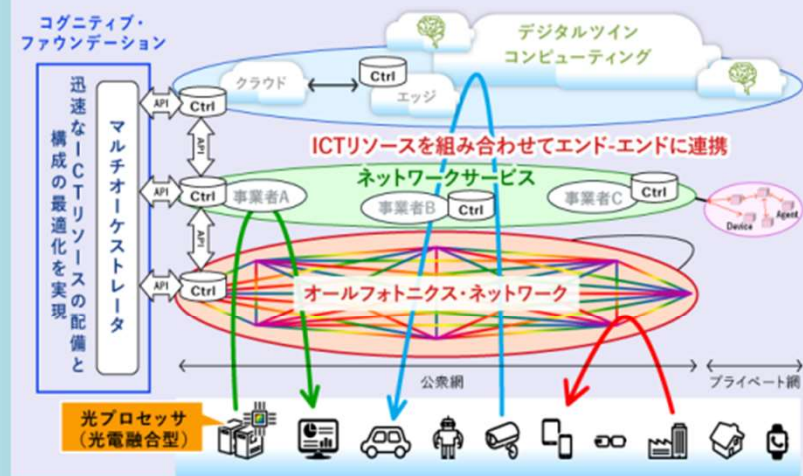 コグニティブ・
ファウンデーション
迅速なICTリソースの配備と
構成の最適化を実現
マルチオーケストレータ
API
Ctrl
API
API
Ctrl
API
API
Ctrl
クラウド
Ctrl
エッジ
デジタルツイン
コンピューティング
ICTリソースを組み合わせてエンド-エンドに連携
ネットワークサービス
事業者A
事業者B
Ctrl
事業者C
Ctrl
Device
Agent
オールフォトニクス・ネットワーク
公衆網
プライベート網
光プロセッサ
(光電融合型)